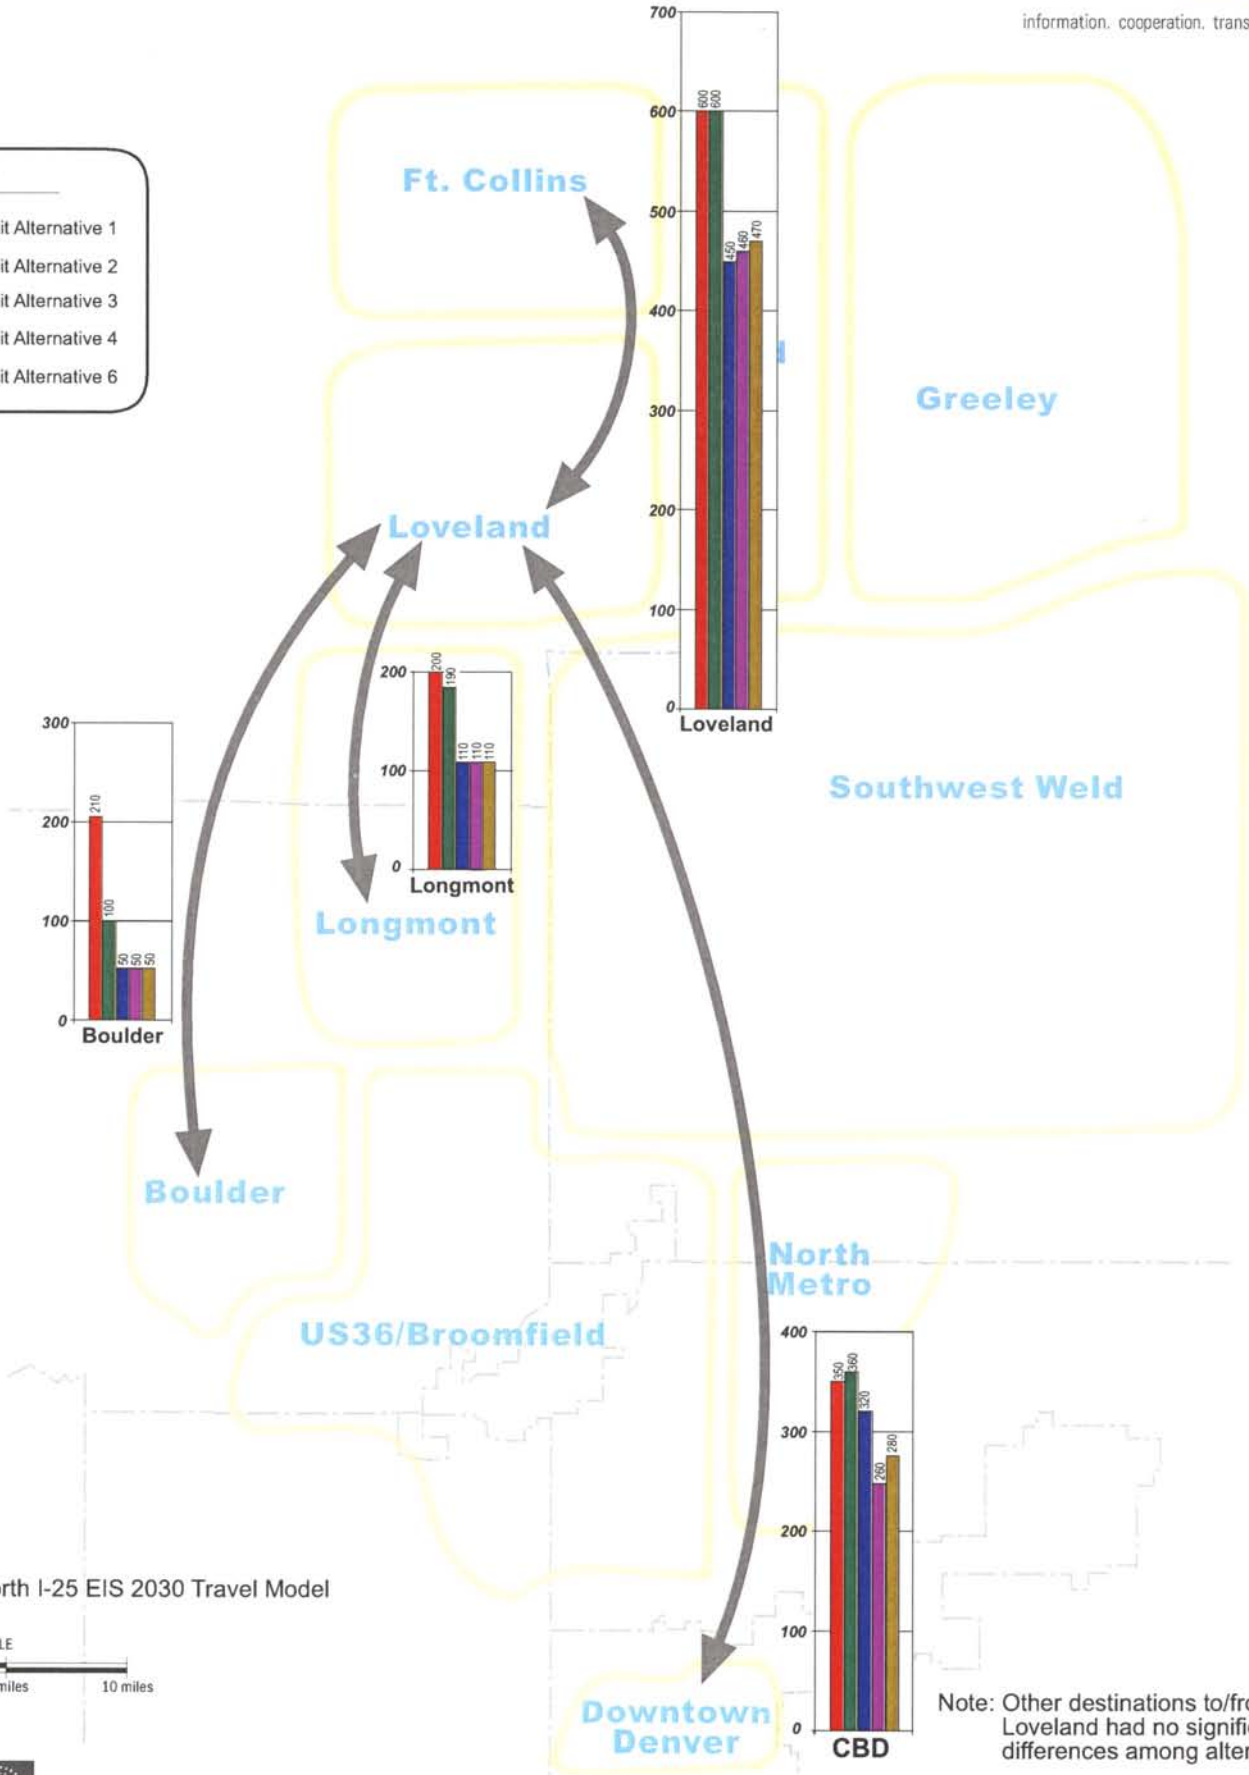 information. cooperation. trans
it Alternative 1
it Alternative 2
it Alternative 3
it Alternative 4
it Alternative 6
Ft. Collins
Greeley
Loveland
Southwest Weld
Longmont
Boulder
North
Metro
US36/Broomfield
Downtown
Denver
700
600
500
400
300
200
100
0
600
600
450
460
470
Loveland
200
100
0
200
190
110
110
110
Longmont
300
200
100
0
210
100
50
50
50
Boulder
400
300
200
100
0
350
360
320
260
280
CBD
rth I-25 EIS 2030 Travel Model
LE
miles
10 miles
Note: Other destinations to/fro
Loveland had no signifi
differences among alter